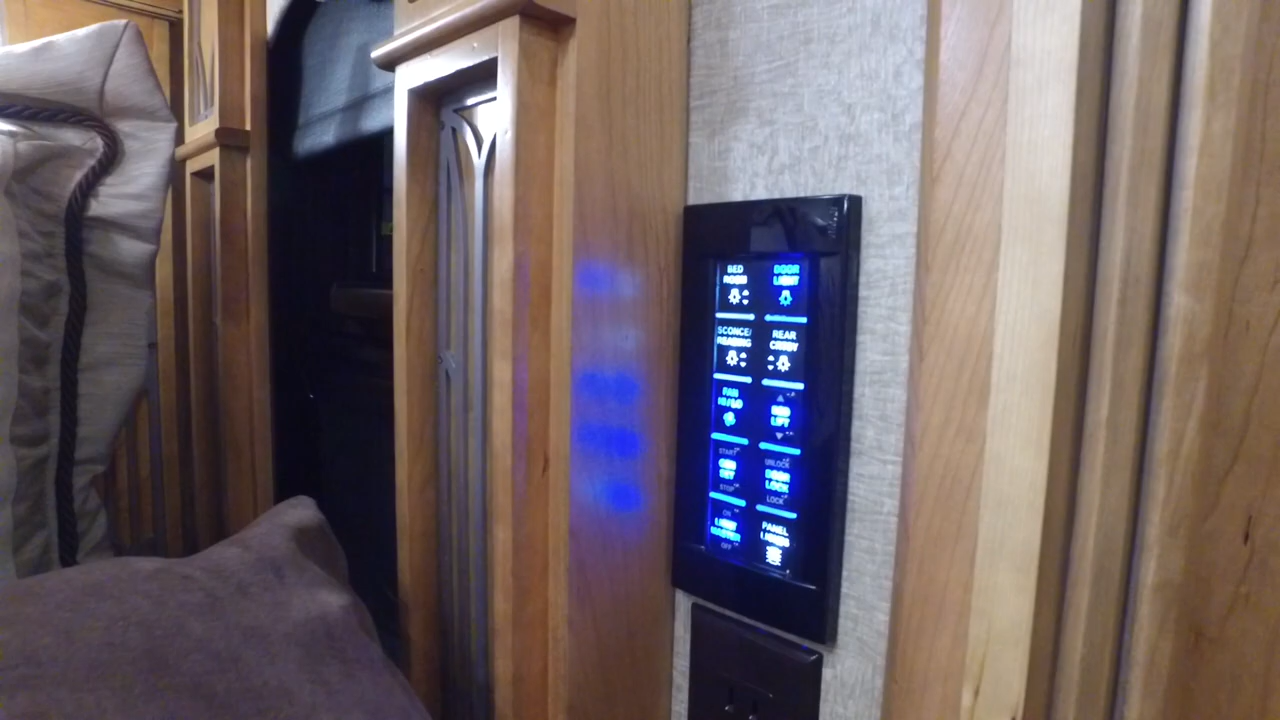 BED
ROOM
DOOR
LIGHT
SCONCE/
READING
REAR
CRTSY
FAN
HI/LO
BED
LIFT
START
GEN
SET
STOP
UNLOCK
DOOR
LOCK
LOCK
ON
LIGHT
MASTER
OFF
PANEL
LIGHTS